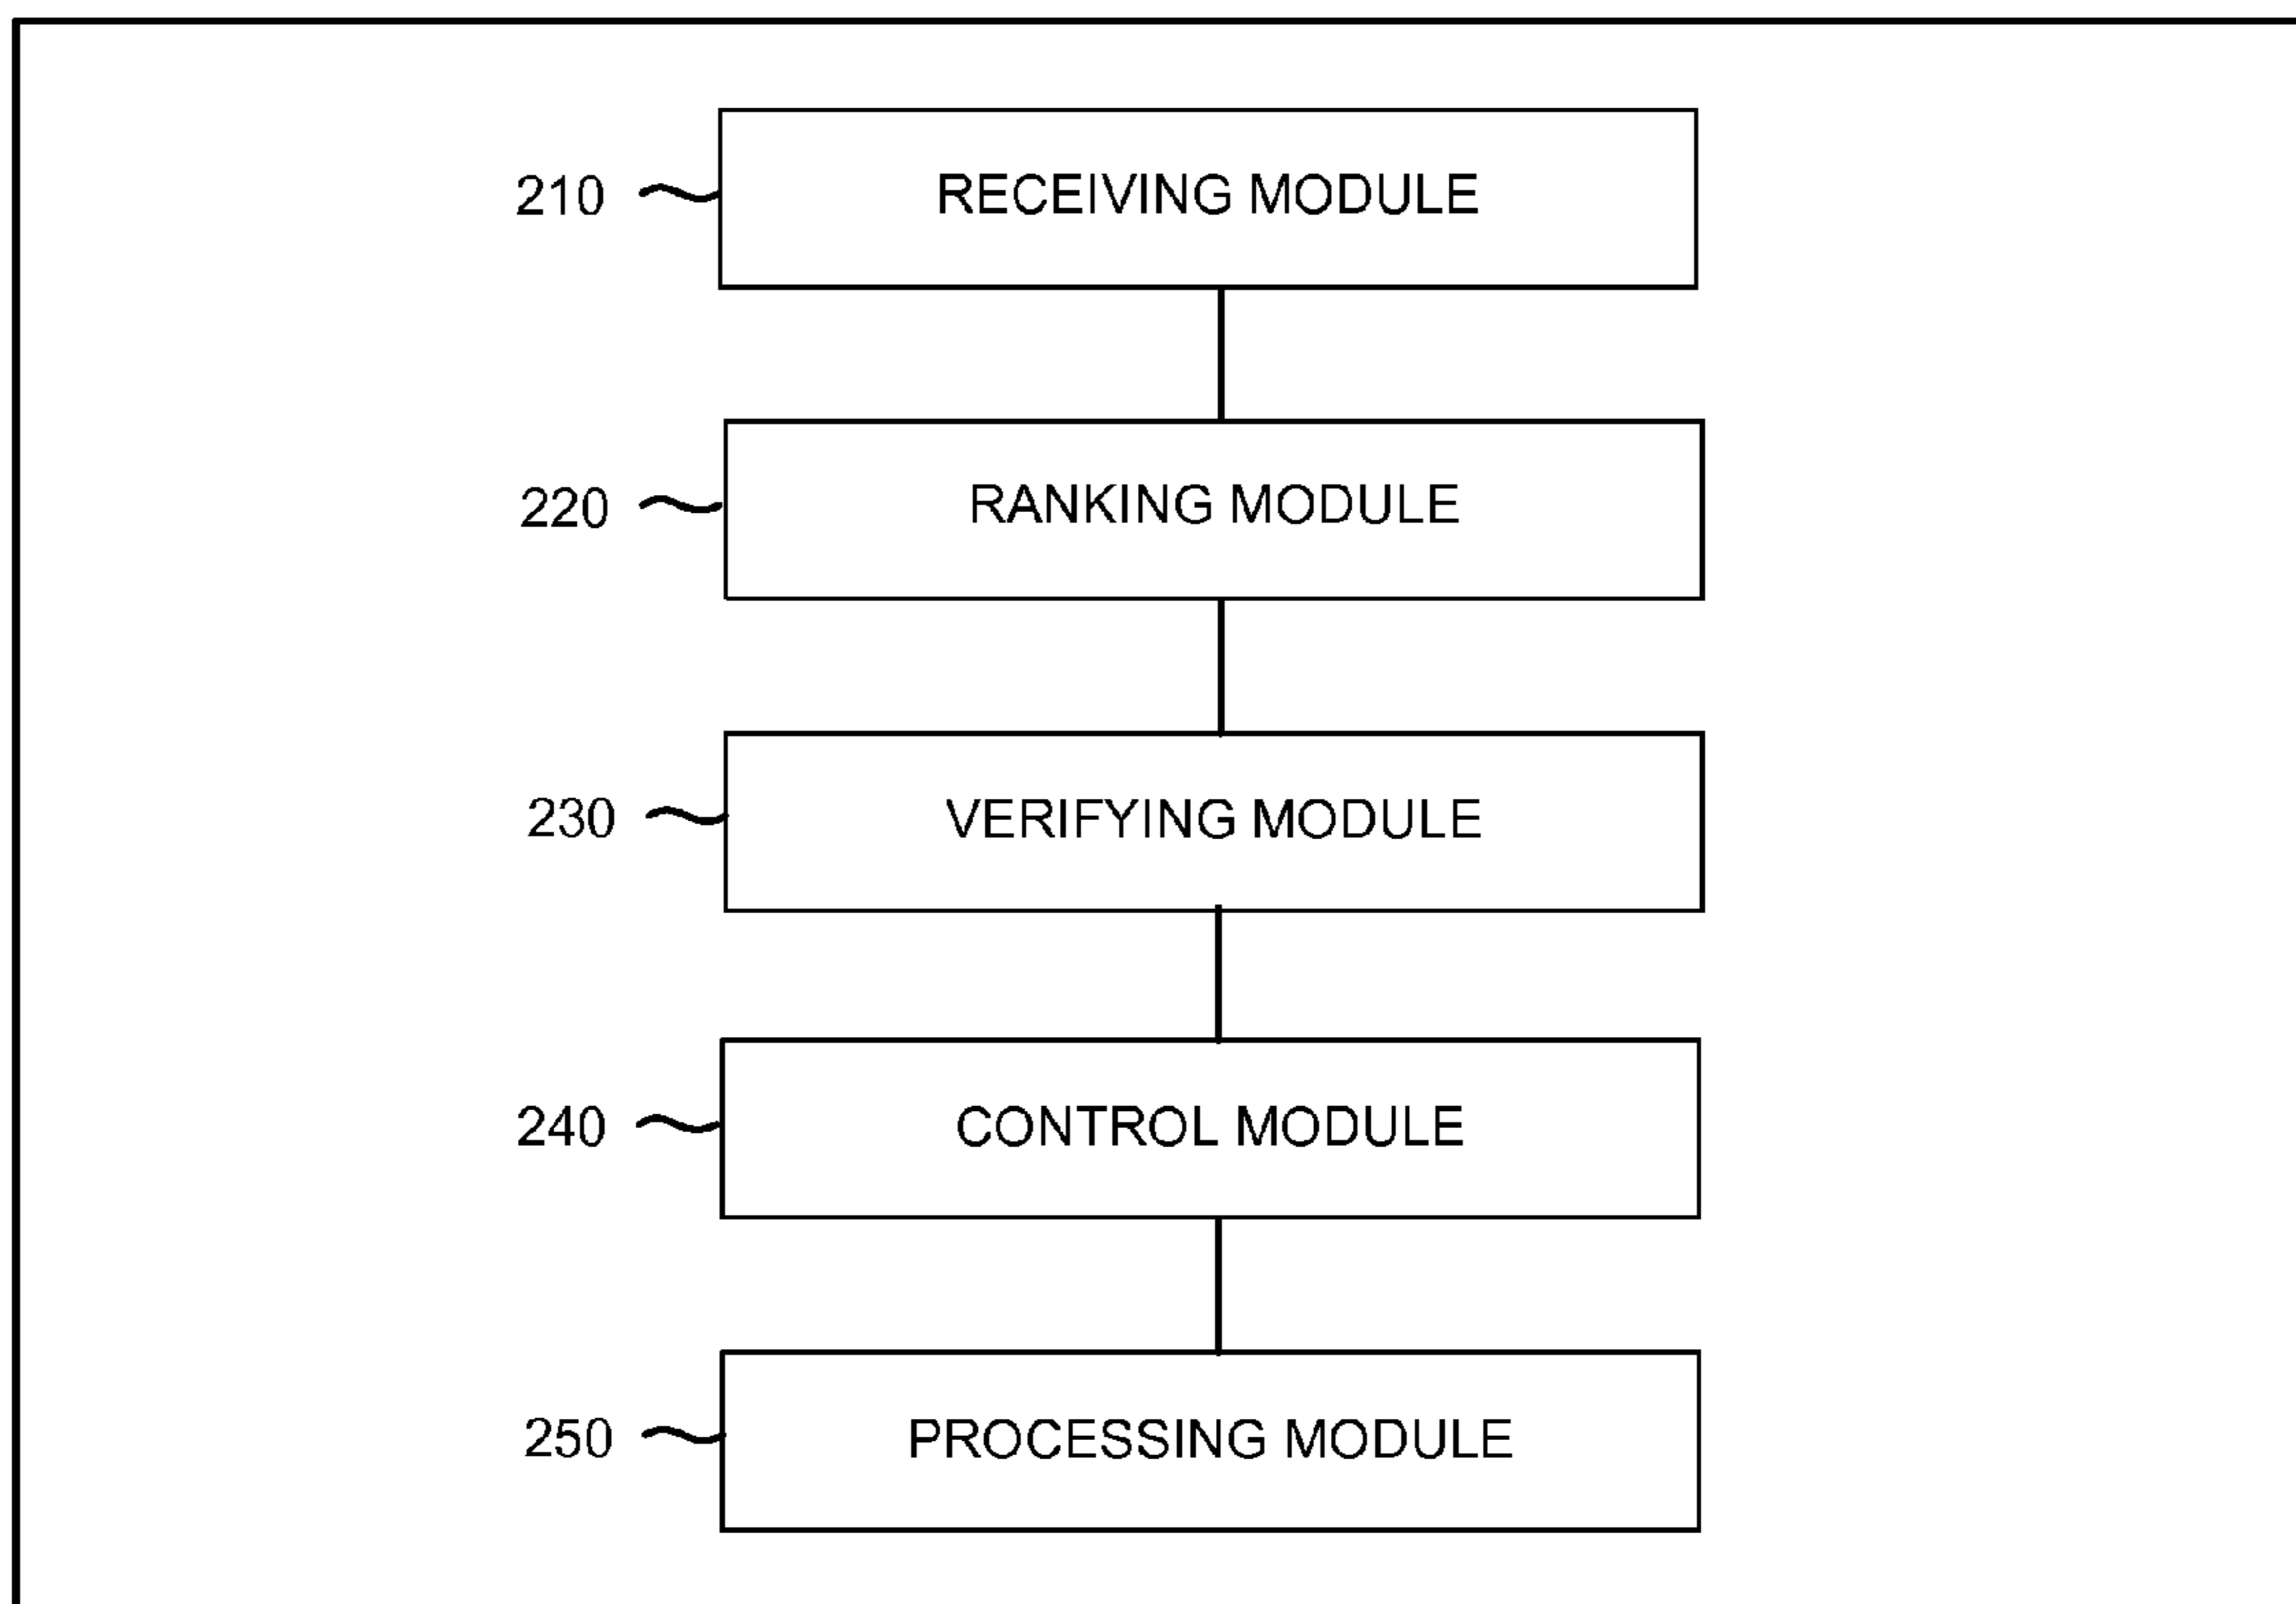 210 RECEIVING MODULE
220 RANKING MODULE
230 VERIFYING MODULE
240 CONTROL MODULE
250 PROCESSING MODULE